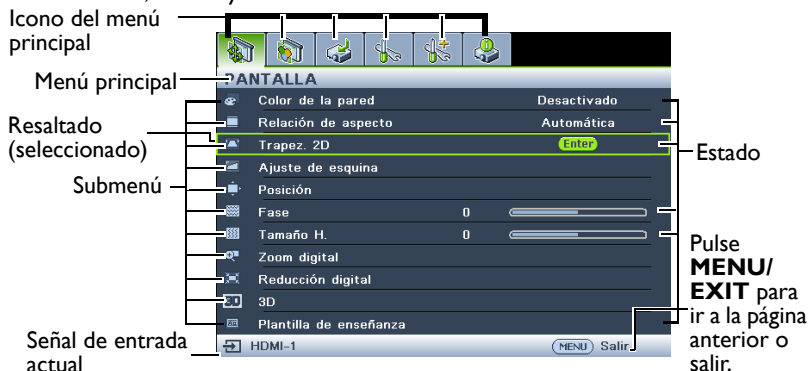 Icono del menú
principal
Menú principal
Resaltado
(seleccionado)
Submenú
Señal de entrada
actual
PANTALLA
Color de la pared Desactivado
Relación de aspecto Automática
Trapez. 2D Enter
Ajuste de esquina
Posición
Fase 0
Tamaño H. 0
Zoom digital
Reducción digital
3D
Plantilla de enseñanza
HDMI-1 MENU Salir
Estado
Pulse
MENU/
EXIT para
ir a la página
anterior o
salir.